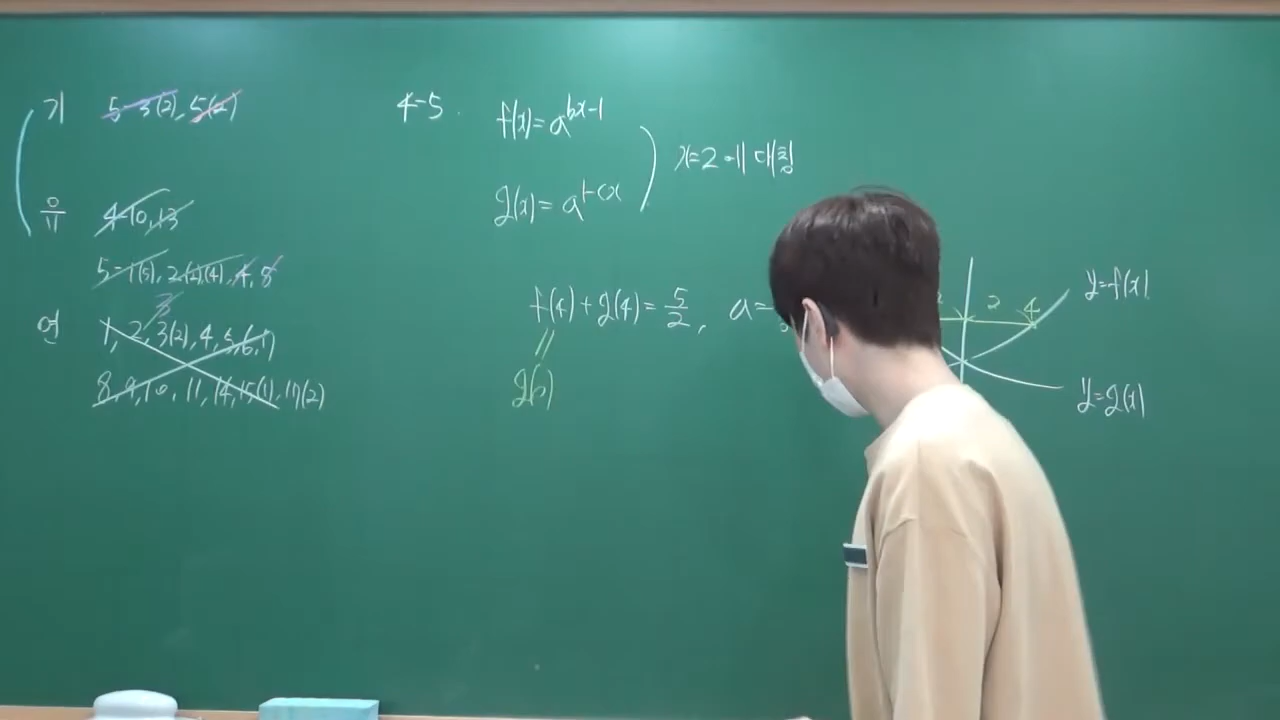 기 5-3(2), 5(2)
유 4-10, 13
5-1(5), 2(2)(4), 4, 8
연 1, 2, 3(2), 4, 5, 6, 7
8, 9, 10, 11, 14, 15(1), 17(2)
4-5.
f(x)=a^{bx-1}
g(x)=a^{1-cx}
x=2에 대칭
f(4)+g(4)=5/2, a=
g(0)
2 4
y=f(x)
y=g(x)